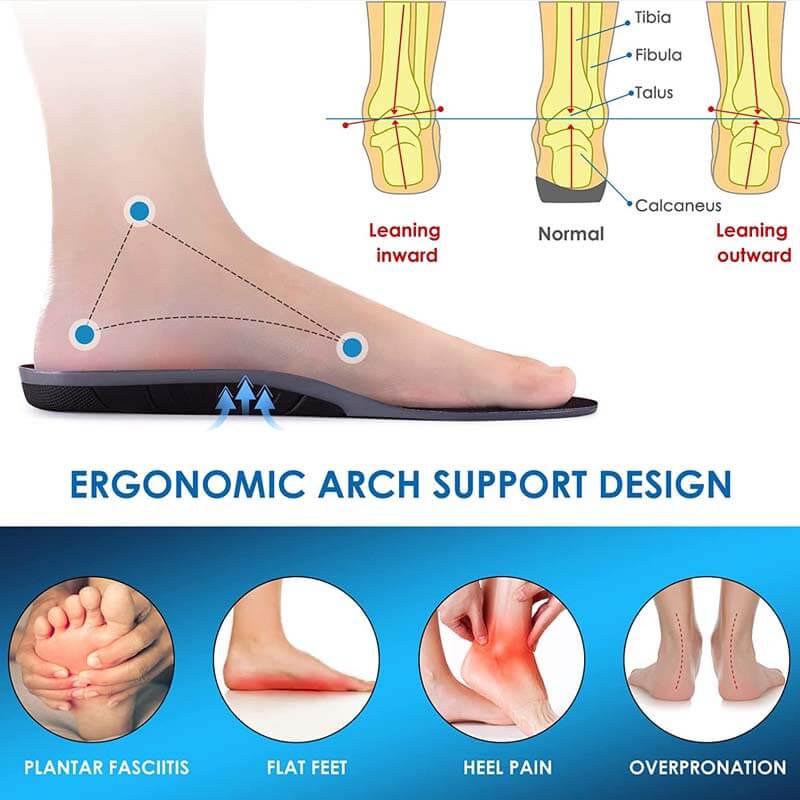 Tibia
Fibula
Talus
Calcaneus
Leaning
inward
Normal
Leaning
outward
ERGONOMIC ARCH SUPPORT DESIGN
PLANTAR FASCIITIS
FLAT FEET
HEEL PAIN
OVERPRONATION